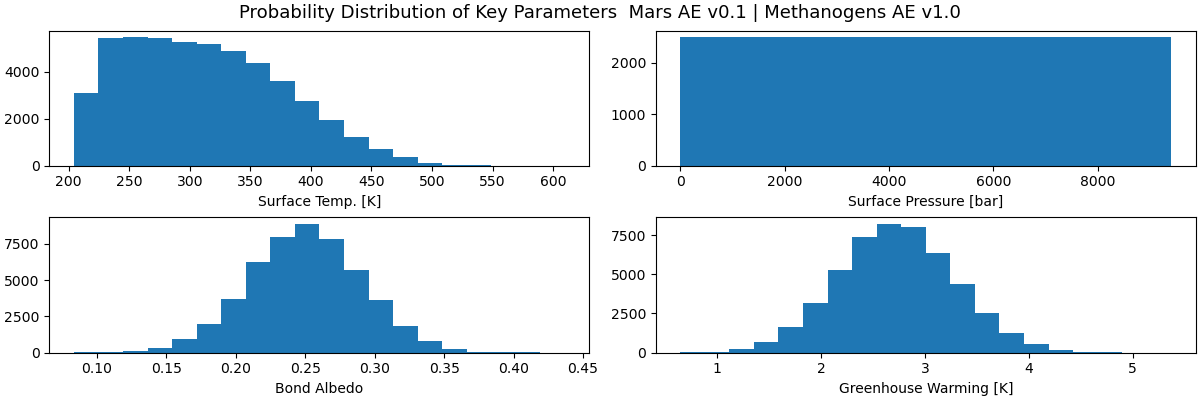 Probability Distribution of Key Parameters  Mars AE v0.1 | Methanogens AE v1.0
4000
2000
0
200 250 300 350 400 450 500 550 600
Surface Temp. [K]
2000
1000
0
0 2000 4000 6000 8000
Surface Pressure [bar]
7500
5000
2500
0
0.10 0.15 0.20 0.25 0.30 0.35 0.40 0.45
Bond Albedo
7500
5000
2500
0
1 2 3 4 5
Greenhouse Warming [K]